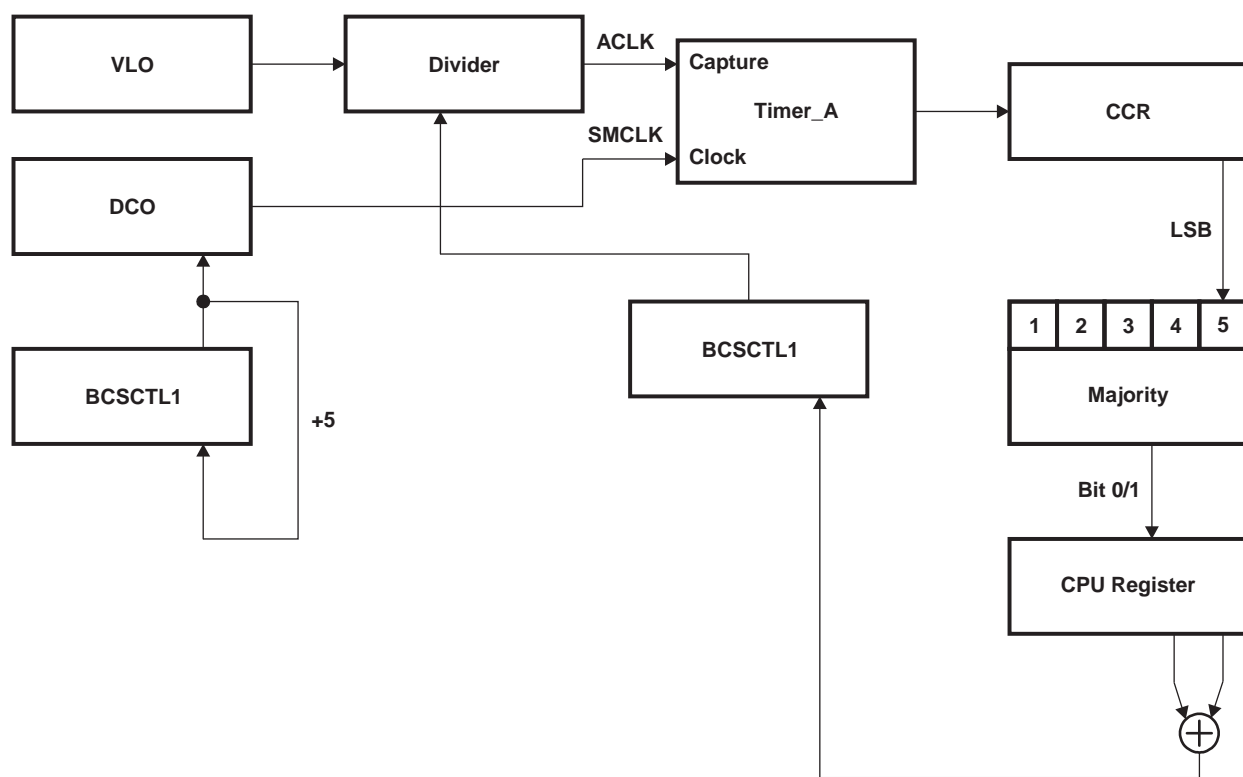 VLO
Divider
ACLK
Capture
Timer_A
CCR
SMCLK
Clock
DCO
LSB
1 2 3 4 5
BCSCTL1
Majority
BCSCTL1
+5
Bit 0/1
CPU Register